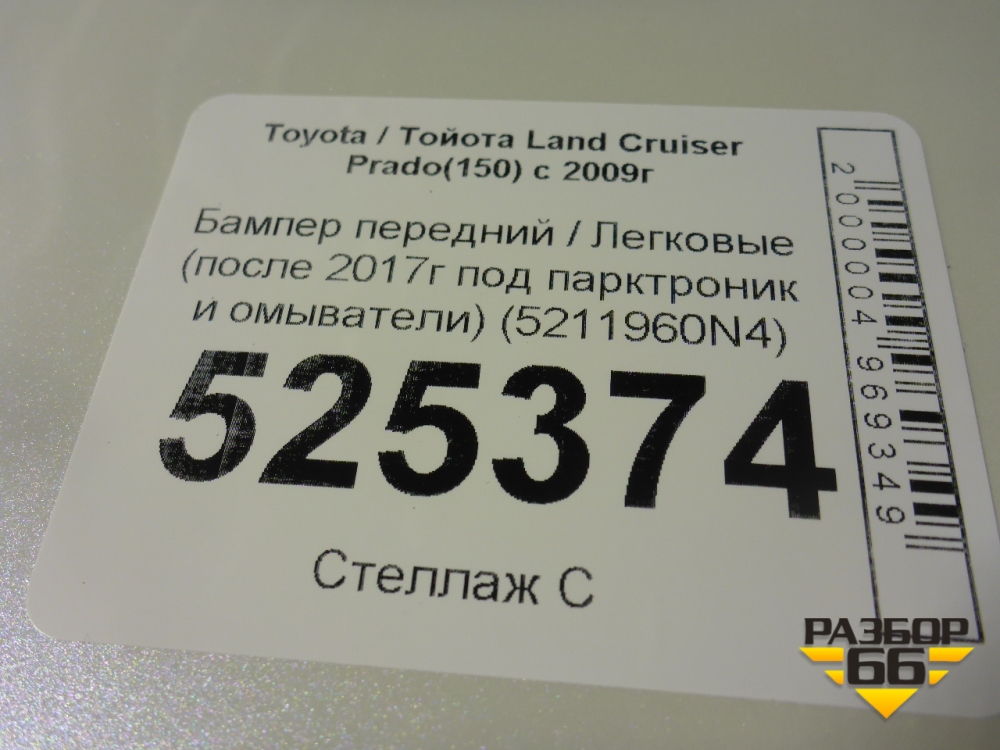 Toyota / Тойота Land Cruiser
Prado(150) с 2009г
Бампер передний / Легковые
(после 2017г под парктроник
и омыватели) (5211960N4)
525374
Стеллаж С
2000004969349
РАЗБОР
66